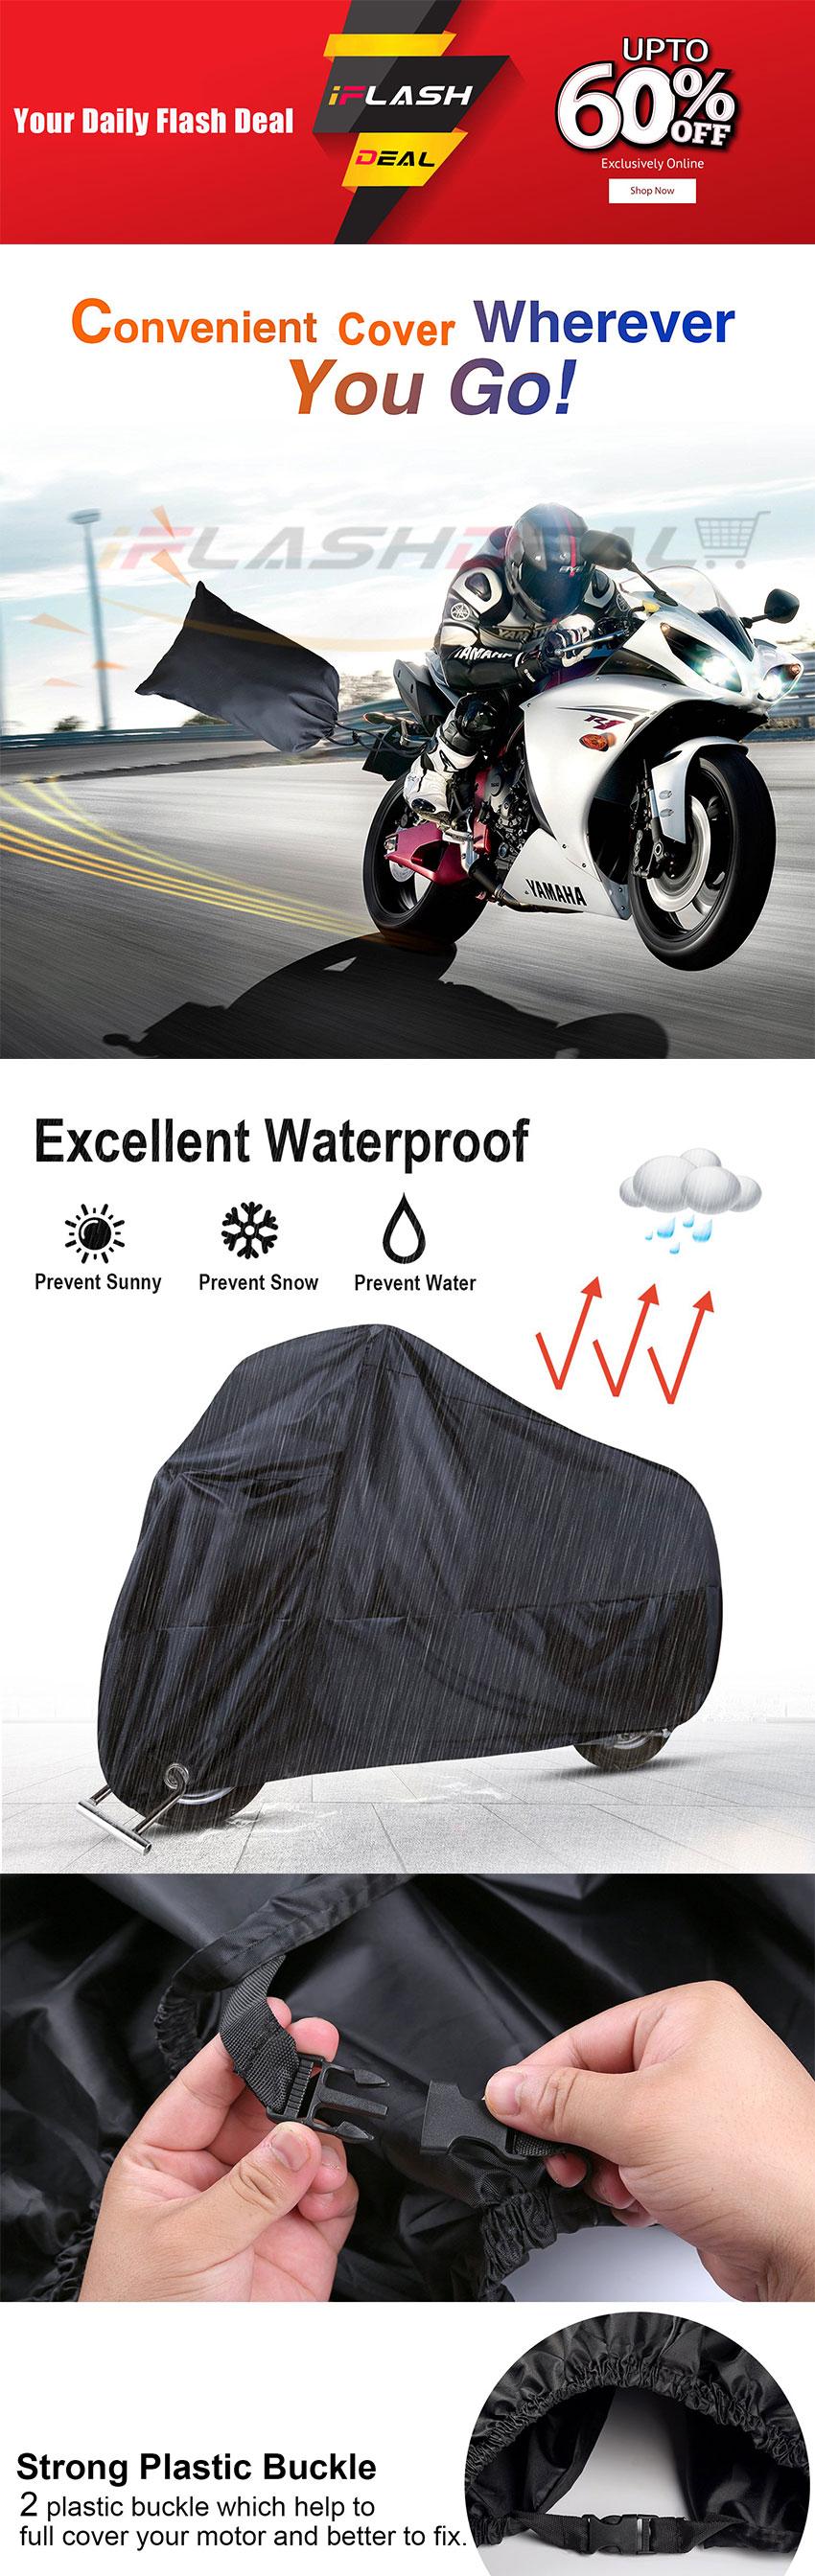 Your Daily Flash Deal
iFLASH
DEAL
UPTO
60%
OFF
Exclusively Online
Shop Now
Convenient Cover Wherever
You Go!
iFLASHDEAL
YAMAHA
R1
YAMAHA
Excellent Waterproof
Prevent Sunny Prevent Snow Prevent Water
Strong Plastic Buckle
2 plastic buckle which help to
full cover your motor and better to fix.